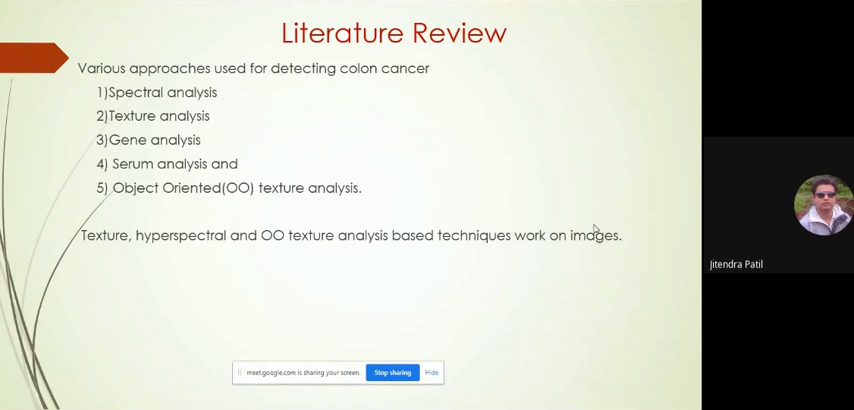 Literature Review
Various approaches used for detecting colon cancer
1)Spectral analysis
2)Texture analysis
3)Gene analysis
4) Serum analysis and
5) Object Oriented(OO) texture analysis.
Texture, hyperspectral and OO texture analysis based techniques work on images.
Jitendra Patil
meet.google.com is sharing your screen.
Stop sharing
Hide